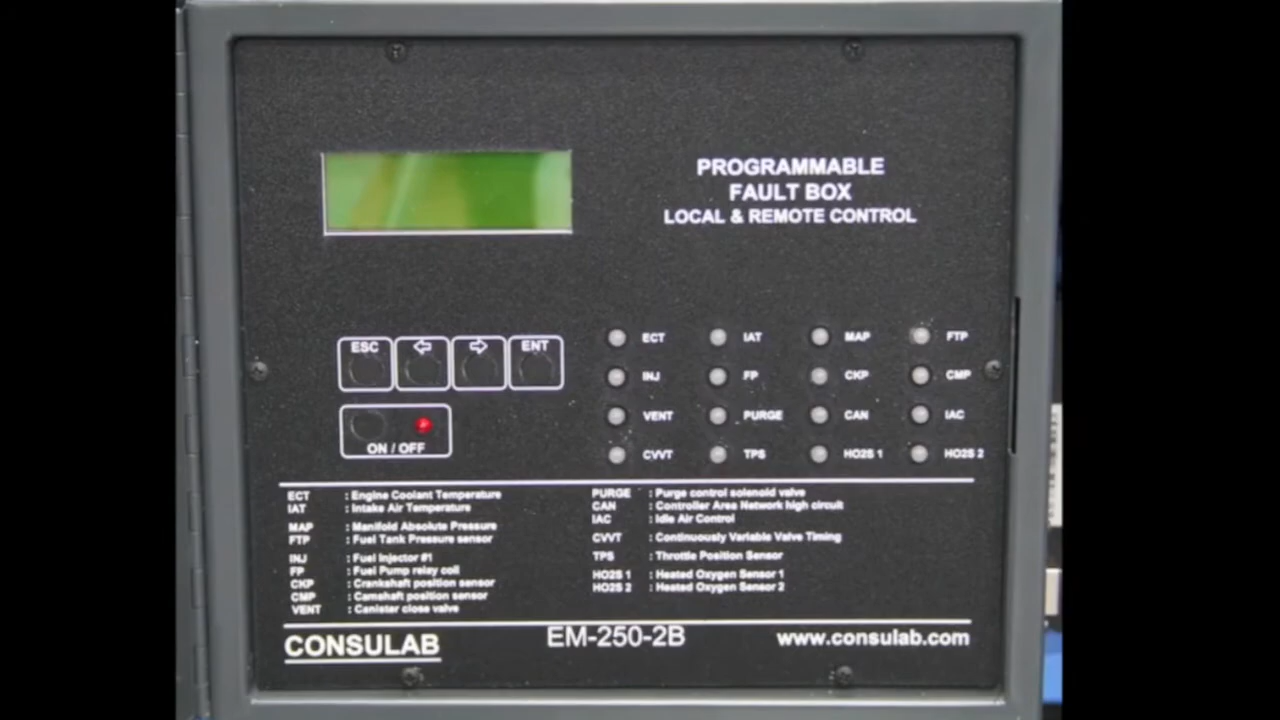 PROGRAMMABLE
FAULT BOX
LOCAL & REMOTE CONTROL
ESC ENT
ON / OFF
ECT IAT MAP FTP
INJ FP CKP CMP
VENT PURGE CAN IAC
CVVT TPS HO2S 1 HO2S 2
ECT : Engine Coolant Temperature
IAT : Intake Air Temperature
MAP : Manifold Absolute Pressure
FTP : Fuel Tank Pressure sensor
INJ : Fuel Injector #1
FP : Fuel Pump relay coil
CKP : Crankshaft position sensor
CMP : Camshaft position sensor
VENT : Canister close valve
PURGE : Purge control solenoid valve
CAN : Controller Area Network high circuit
IAC : Idle Air Control
CVVT : Continuously Variable Valve Timing
TPS : Throttle Position Sensor
HO2S 1 : Heated Oxygen Sensor 1
HO2S 2 : Heated Oxygen Sensor 2
CONSULAB EM-250-2B www.consulab.com